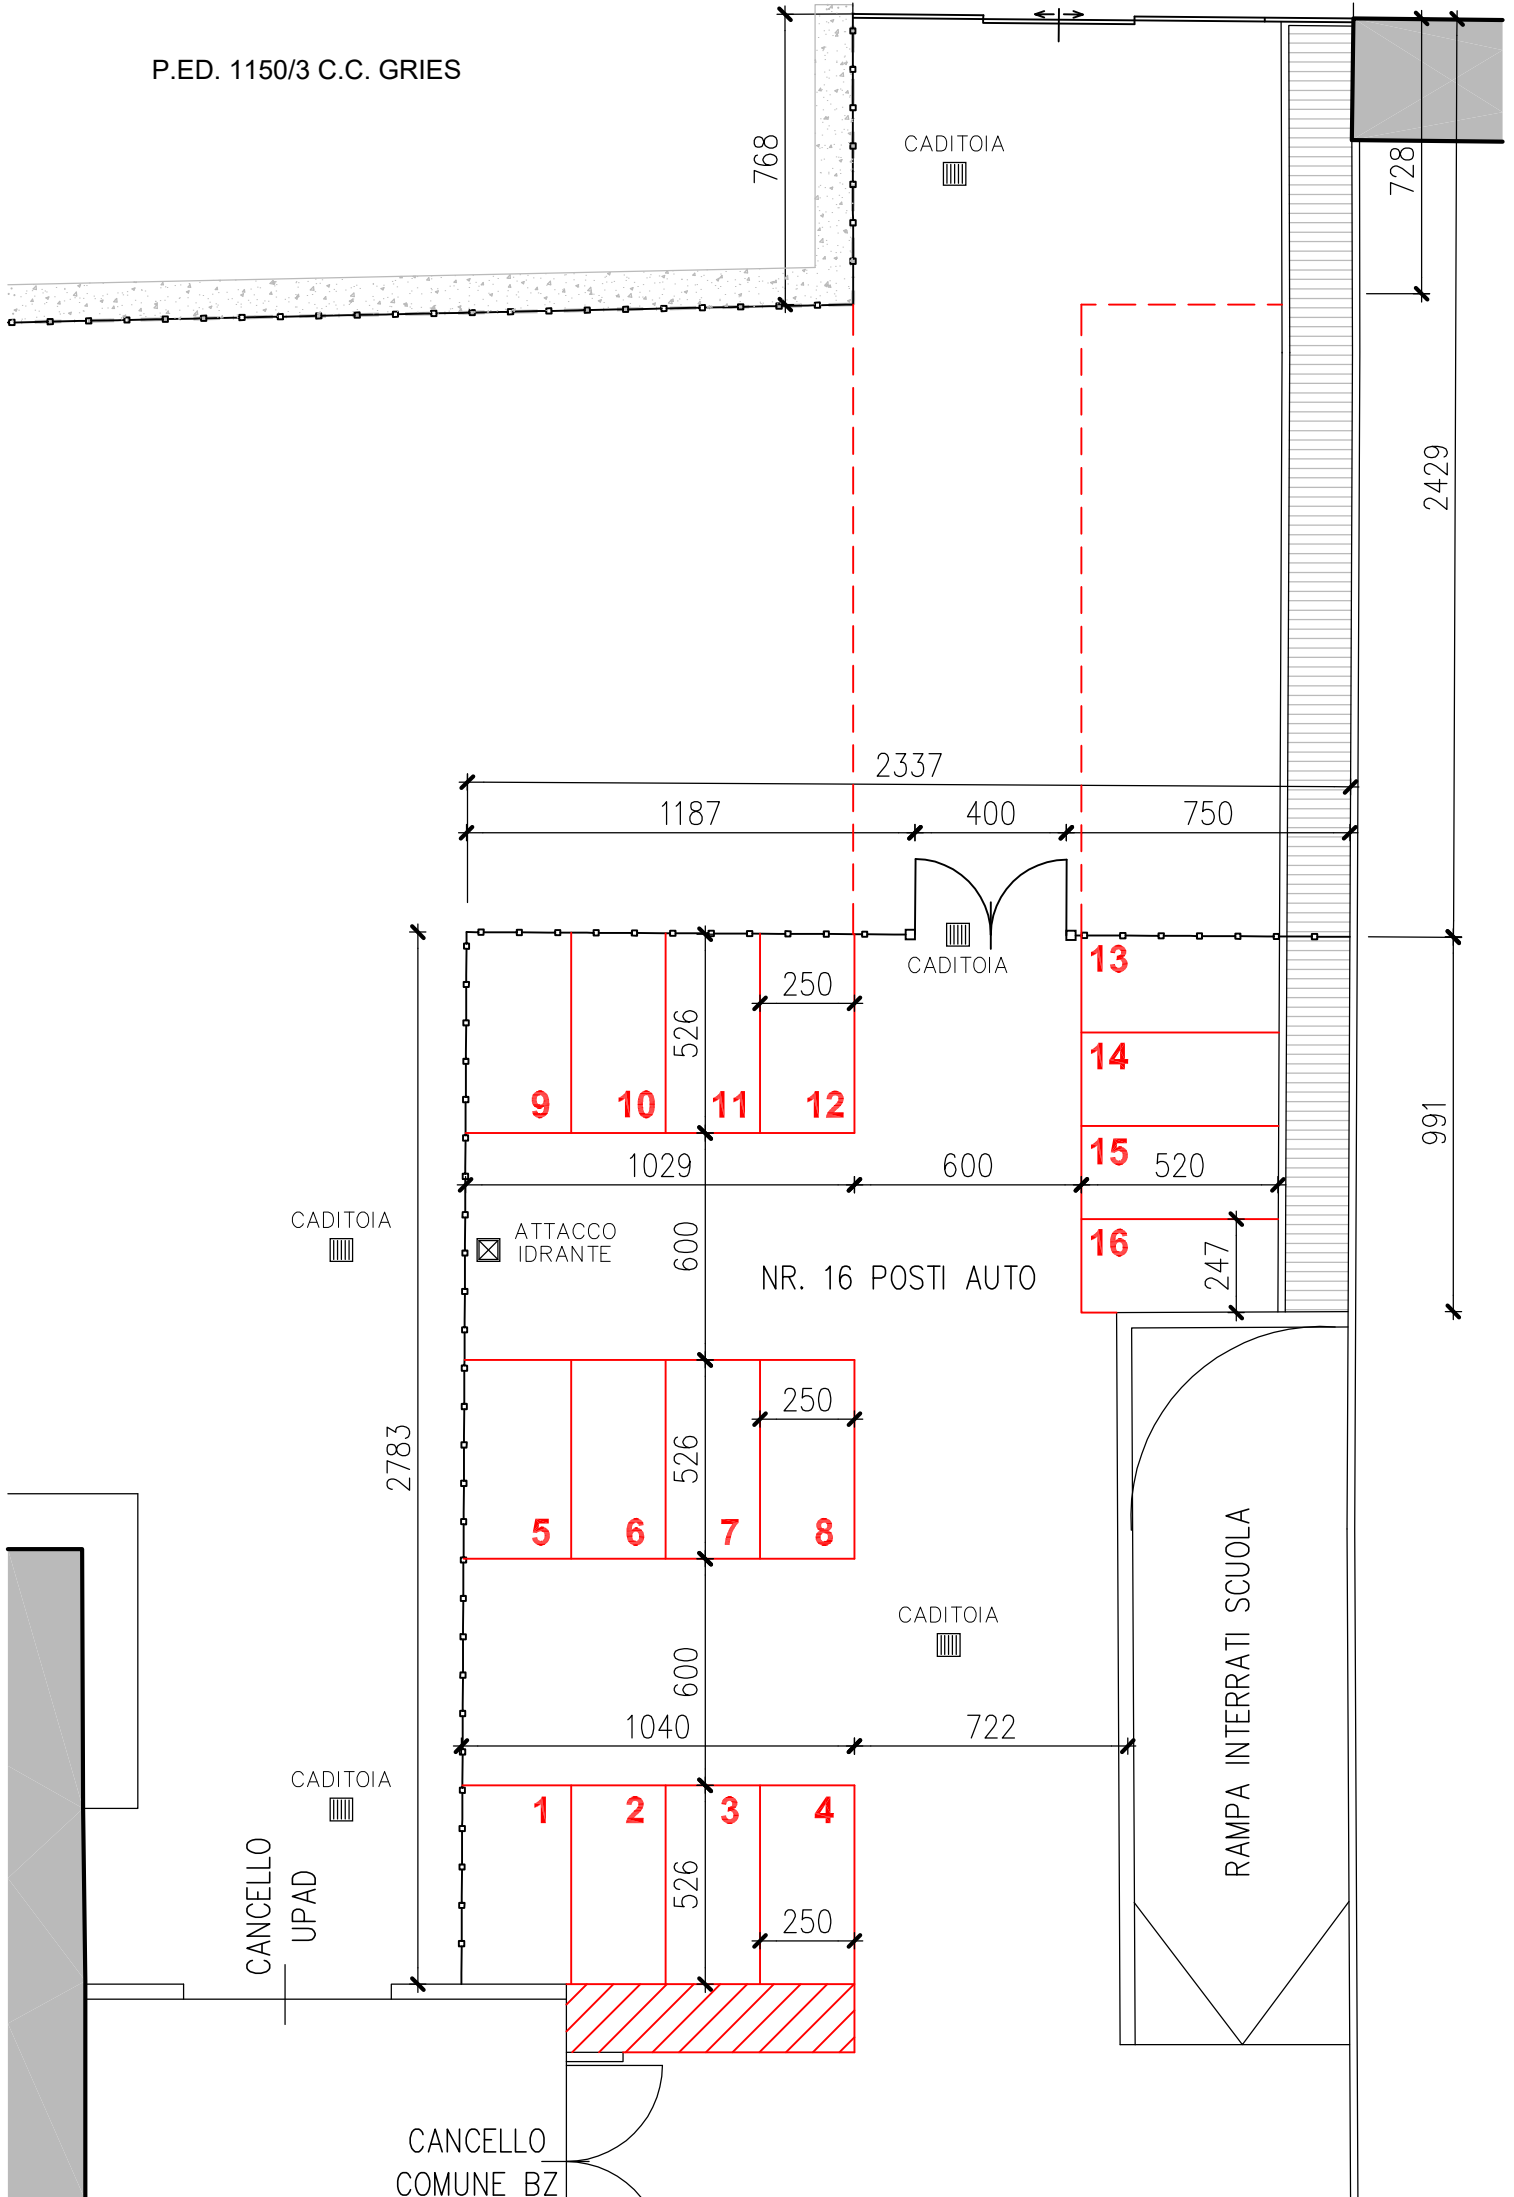 P.ED. 1150/3 C.C. GRIES
CADITOIA
768
728
2429
2337
1187
400
750
CADITOIA
13
250
526
14
9
10
11
12
991
15
1029
600
520
CADITOIA
ATTACCO
IDRANTE
600
16
247
NR. 16 POSTI AUTO
250
2783
526
5
6
7
8
RAMPA INTERRATI SCUOLA
CADITOIA
600
1040
722
CADITOIA
1
2
3
4
CANCELLO
UPAD
526
250
CANCELLO
COMUNE BZ